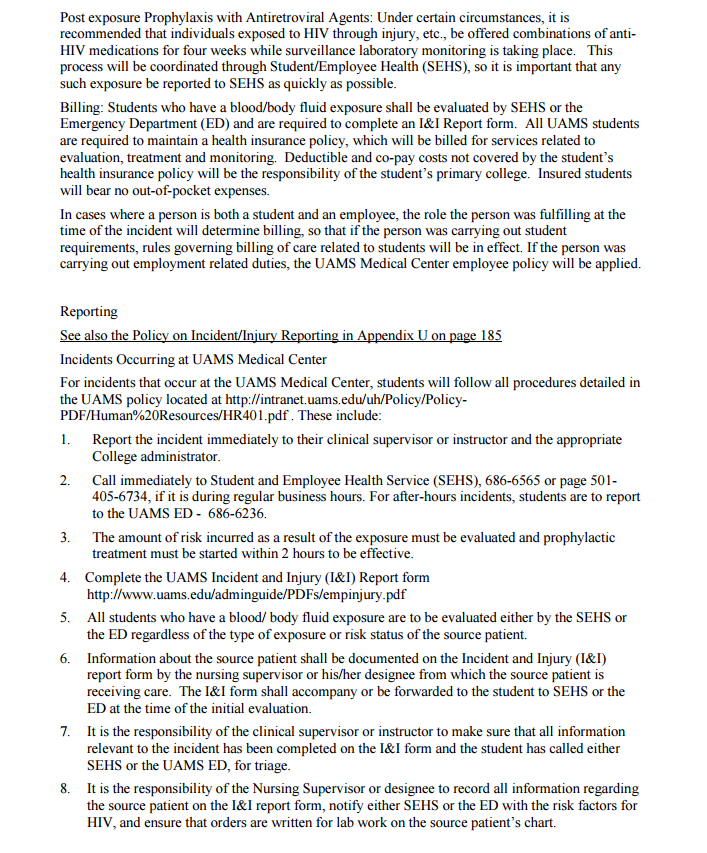 Post exposure Prophylaxis with Antiretroviral Agents: Under certain circumstances, it is
recommended that individuals exposed to HIV through injury, etc., be offered combinations of anti-
HIV medications for four weeks while surveillance laboratory monitoring is taking place.   This
process will be coordinated through Student/Employee Health (SEHS), so it is important that any
such exposure be reported to SEHS as quickly as possible.
Billing: Students who have a blood/body fluid exposure shall be evaluated by SEHS or the
Emergency Department (ED) and are required to complete an I&I Report form.  All UAMS students
are required to maintain a health insurance policy, which will be billed for services related to
evaluation, treatment and monitoring.  Deductible and co-pay costs not covered by the student's
health insurance policy will be the responsibility of the student's primary college.  Insured students
will bear no out-of-pocket expenses.
In cases where a person is both a student and an employee, the role the person was fulfilling at the
time of the incident will determine billing, so that if the person was carrying out student
requirements, rules governing billing of care related to students will be in effect. If the person was
carrying out employment related duties, the UAMS Medical Center employee policy will be applied.
Reporting
See also the Policy on Incident/Injury Reporting in Appendix U on page 185
Incidents Occurring at UAMS Medical Center
For incidents that occur at the UAMS Medical Center, students will follow all procedures detailed in
the UAMS policy located at http://intranet.uams.edu/uh/Policy/Policy-
PDF/Human%20Resources/HR401.pdf . These include:
1. Report the incident immediately to their clinical supervisor or instructor and the appropriate
College administrator.
2. Call immediately to Student and Employee Health Service (SEHS), 686-6565 or page 501-
405-6734, if it is during regular business hours. For after-hours incidents, students are to report
to the UAMS ED - 686-6236.
3. The amount of risk incurred as a result of the exposure must be evaluated and prophylactic
treatment must be started within 2 hours to be effective.
4. Complete the UAMS Incident and Injury (I&I) Report form
http://www.uams.edu/adminguide/PDFs/empinjury.pdf
5. All students who have a blood/ body fluid exposure are to be evaluated either by the SEHS or
the ED regardless of the type of exposure or risk status of the source patient.
6. Information about the source patient shall be documented on the Incident and Injury (I&I)
report form by the nursing supervisor or his/her designee from which the source patient is
receiving care.  The I&I form shall accompany or be forwarded to the student to SEHS or the
ED at the time of the initial evaluation.
7. It is the responsibility of the clinical supervisor or instructor to make sure that all information
relevant to the incident has been completed on the I&I form and the student has called either
SEHS or the UAMS ED, for triage.
8. It is the responsibility of the Nursing Supervisor or designee to record all information regarding
the source patient on the I&I report form, notify either SEHS or the ED with the risk factors for
HIV, and ensure that orders are written for lab work on the source patient's chart.